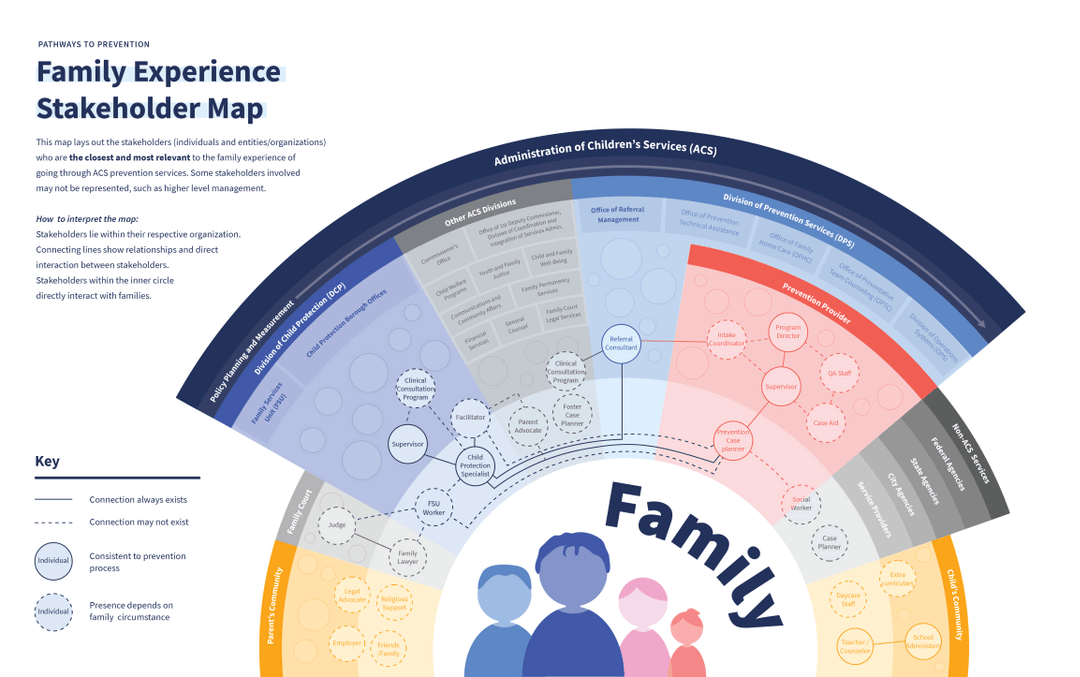 PATHWAYS TO PREVENTION
Family Experience
Stakeholder Map
This map lays out the stakeholders (individuals and entities/organizations)
who are the closest and most relevant to the family experience of
going through ACS prevention services. Some stakeholders involved
may not be represented, such as higher level management.
How to interpret the map:
Stakeholders lie within their respective organization.
Connecting lines show relationships and direct
interaction between stakeholders.
Stakeholders within the inner circle
directly interact with families.
Key
Connection always exists
Connection may not exist
Individual
Consistent to prevention
process
Individual
Presence depends on
family circumstance
Administration of Children's Services (ACS)
Policy Planning and Measurement
Division of Child Protection (DCP)
Child Protection Borough Offices
Family Services
Unit (FSU)
Other ACS Divisions
Commissioner's
Office
Office of 1st Deputy Commissioner,
Division of Coordination and
Integration of Services Admin.
Child Welfare
Programs
Youth and Family
Justice
Child and Family
Well-Being
Communications and
Community Affairs
Family Permanency
Services
Financial
Services
General
Counsel
Family Court
Legal Services
Division of Prevention Services (DPS)
Office of Referral
Management
Office of Prevention
Technical Assistance
Office of Family
Home Care (OFHC)
Office of Preventative
Team Counseling (OPTC)
Division of Operations
Systems (OPS)
Prevention Provider
Intake
Coordinator
Program
Director
Supervisor
QA Staff
Case Aid
Prevention
Case
planner
Referral
Consultant
Clinical
Consultation
Program
Foster
Case
Planner
Parent
Advocate
Clinical
Consultation
Program
Facilitator
Supervisor
Child
Protection
Specialist
FSU
Worker
Family Court
Judge
Family
Lawyer
Non-ACS Services
Federal Agencies
State Agencies
City Agencies
Service Providers
Social
Worker
Case
Planner
Parent's Community
Legal
Advocate
Religious
Support
Employer
Friends
/Family
Family
Child's Community
Extra
curriculars
Daycare
Staff
Teacher/
Counselor
School
Administers